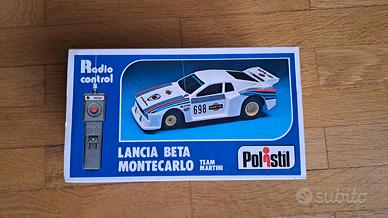 Radio
control
698
LANCIA BETA
MONTECARLO TEAM
MARTINI
Polistil
subito